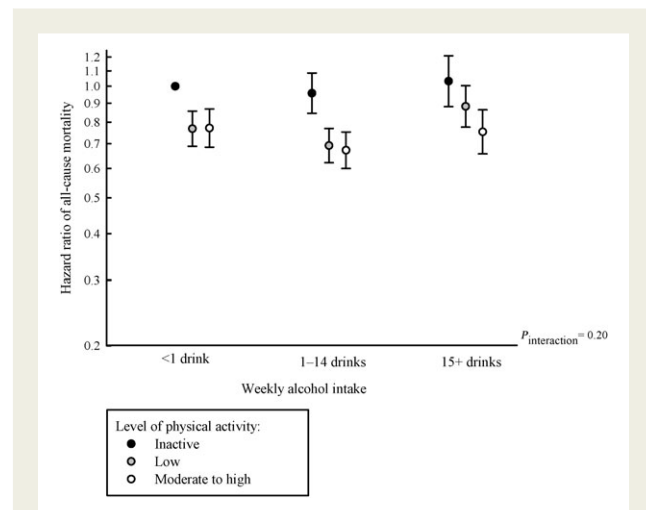 Hazard ratio of all-cause mortality
1.2
1.1
1.0
0.9
0.8
0.7
0.6
0.5
0.4
0.3
0.2
<1 drink
1–14 drinks
15+ drinks
Pinteraction = 0.20
Weekly alcohol intake
Level of physical activity:
Inactive
Low
Moderate to high